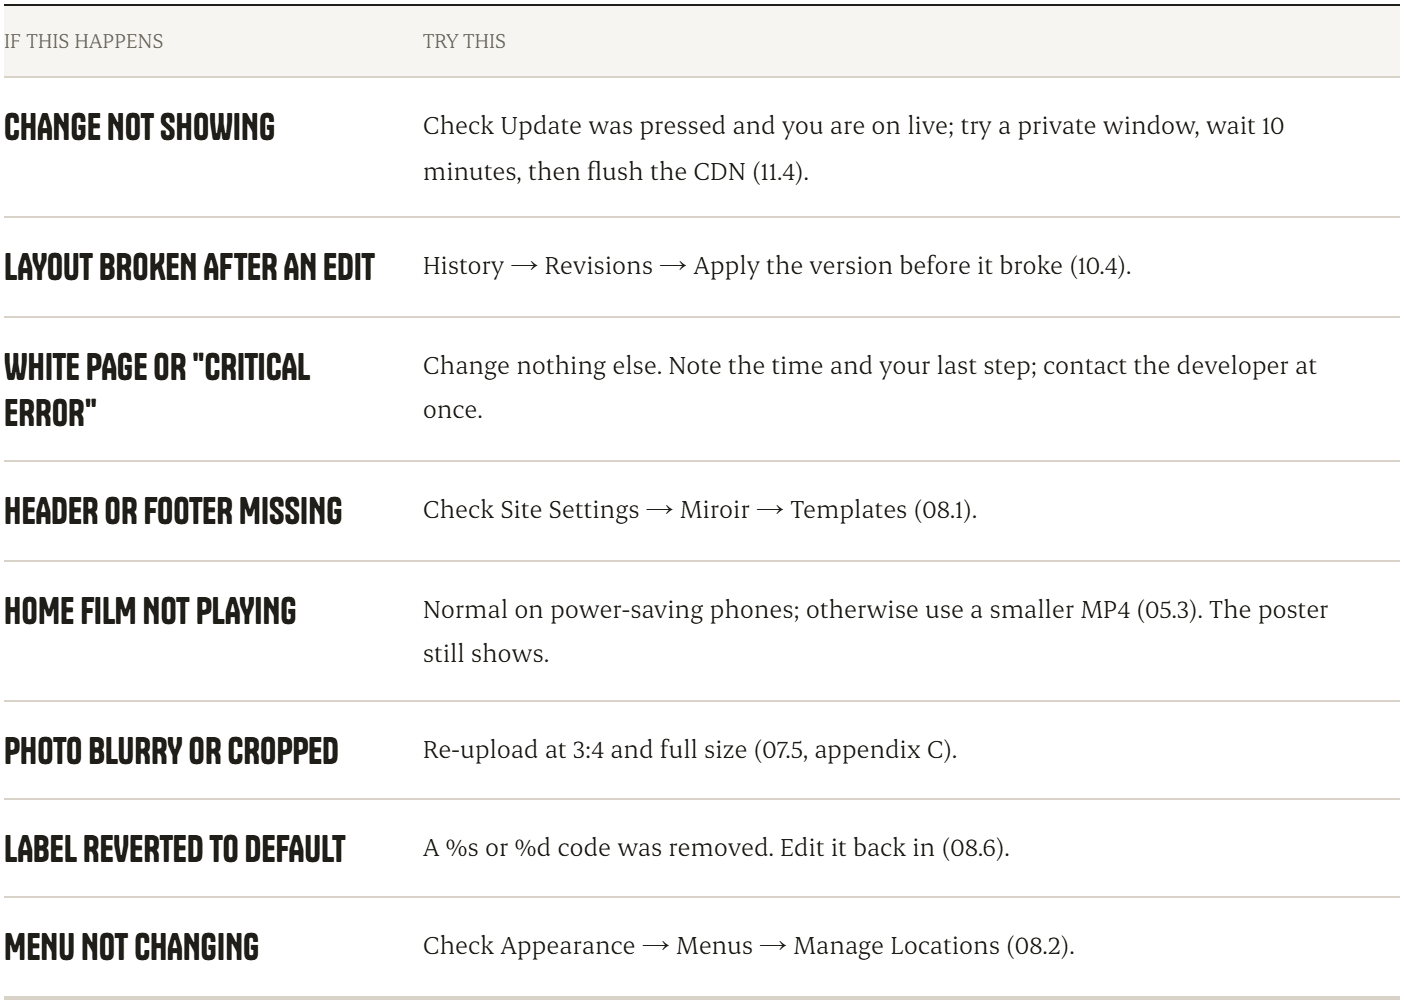 IF THIS HAPPENS
TRY THIS
CHANGE NOT SHOWING
Check Update was pressed and you are on live; try a private window, wait 10
minutes, then flush the CDN (11.4).
LAYOUT BROKEN AFTER AN EDIT
History → Revisions → Apply the version before it broke (10.4).
WHITE PAGE OR "CRITICAL
ERROR"
Change nothing else. Note the time and your last step; contact the developer at
once.
HEADER OR FOOTER MISSING
Check Site Settings → Miroir → Templates (08.1).
HOME FILM NOT PLAYING
Normal on power-saving phones; otherwise use a smaller MP4 (05.3). The poster
still shows.
PHOTO BLURRY OR CROPPED
Re-upload at 3:4 and full size (07.5, appendix C).
LABEL REVERTED TO DEFAULT
A %s or %d code was removed. Edit it back in (08.6).
MENU NOT CHANGING
Check Appearance → Menus → Manage Locations (08.2).